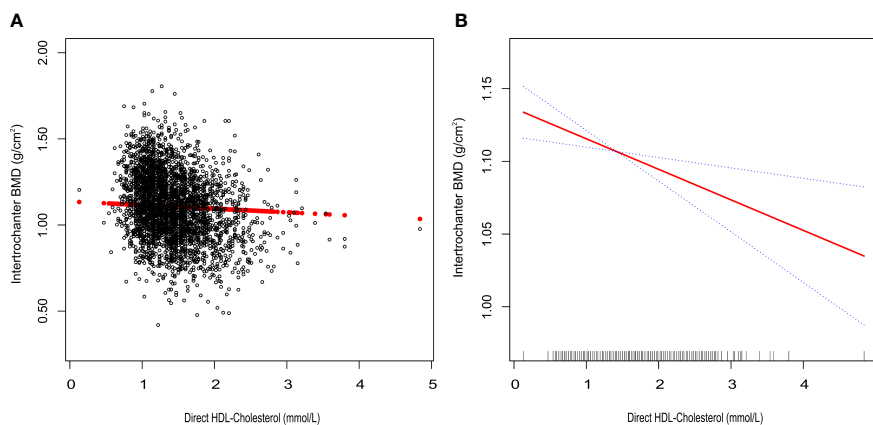 A
B
2.00
1.50
1.00
0.50
Intertrochanter BMD (g/cm²)
0 1 2 3 4 5
Direct HDL-Cholesterol (mmol/L)
1.15
1.10
1.05
1.00
Intertrochanter BMD (g/cm²)
0 1 2 3 4
Direct HDL-Cholesterol (mmol/L)